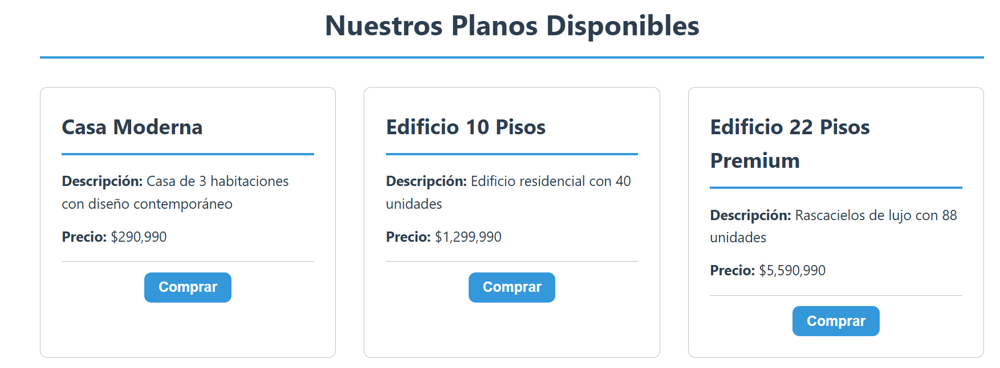 Nuestros Planos Disponibles
Casa Moderna
Descripción: Casa de 3 habitaciones
con diseño contemporáneo
Precio: $290,990
Comprar
Edificio 10 Pisos
Descripción: Edificio residencial con 40
unidades
Precio: $1,299,990
Comprar
Edificio 22 Pisos
Premium
Descripción: Rascacielos de lujo con 88
unidades
Precio: $5,590,990
Comprar